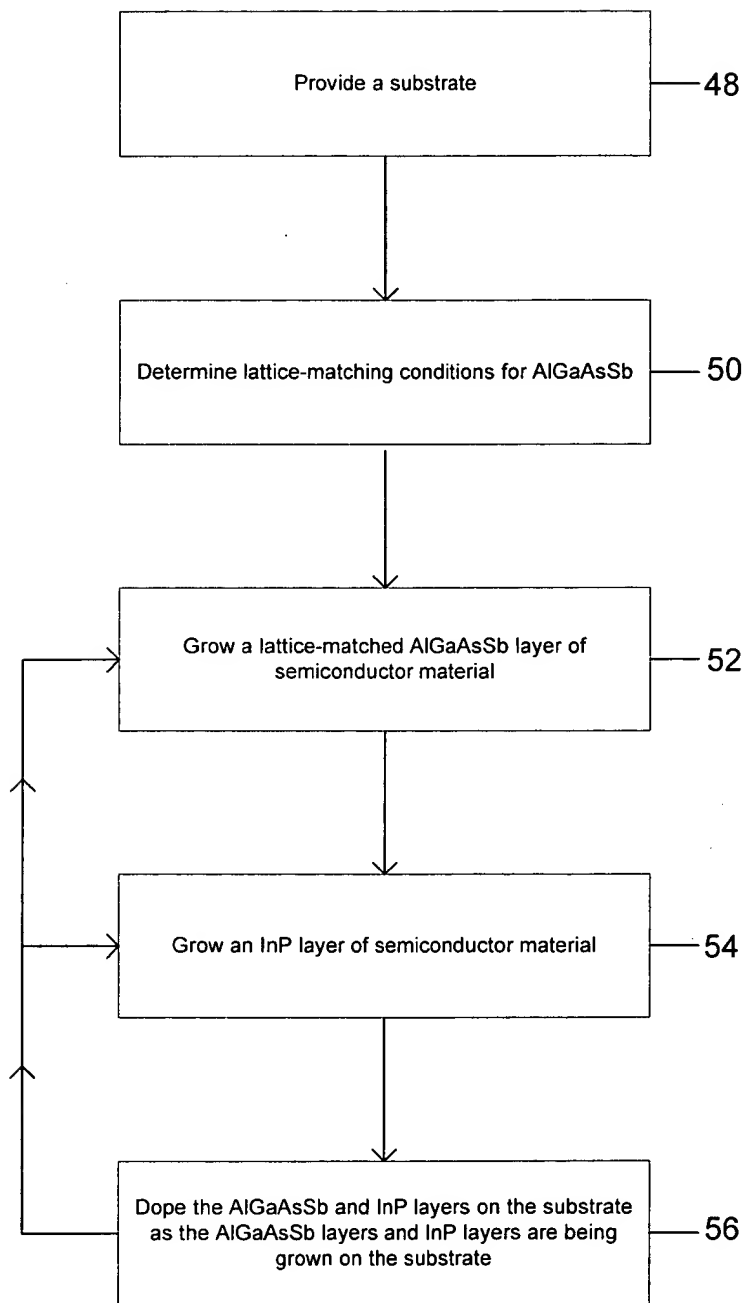 Provide a substrate
48
Determine lattice-matching conditions for AlGaAsSb
50
Grow a lattice-matched AlGaAsSb layer of
semiconductor material
52
Grow an InP layer of semiconductor material
54
Dope the AlGaAsSb and InP layers on the substrate
as the AlGaAsSb layers and InP layers are being
grown on the substrate
56